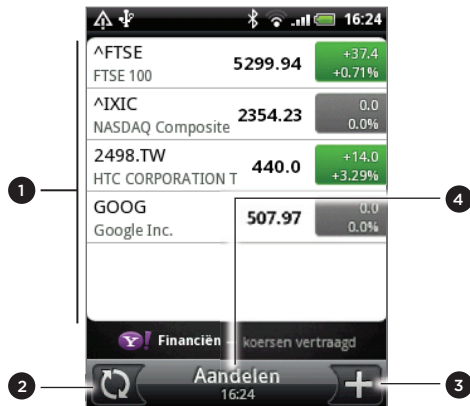 16:24
^FTSE
FTSE 100
5299.94
+37.4
+0.71%
^IXIC
NASDAQ Composite
2354.23
0.0
0.0%
2498.TW
HTC CORPORATION T
440.0
+14.0
+3.29%
GOOG
Google Inc.
507.97
0.0
0.0%
1
4
Y! Financiën – koersen vertraagd
Aandelen
16:24
2
3